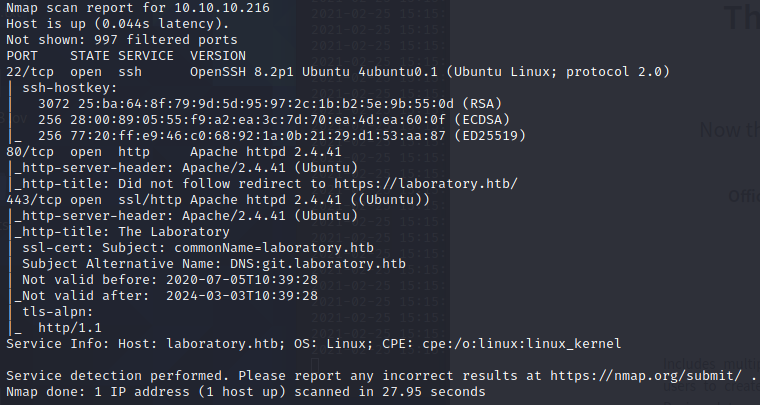 Nmap scan report for 10.10.10.216
Host is up (0.044s latency).
Not shown: 997 filtered ports
PORT    STATE SERVICE  VERSION
22/tcp  open  ssh      OpenSSH 8.2p1 Ubuntu 4ubuntu0.1 (Ubuntu Linux; protocol 2.0)
| ssh-hostkey:
|   3072 25:ba:64:8f:79:9d:5d:95:97:2c:1b:b2:5e:9b:55:0d (RSA)
|   256 28:00:89:05:55:f9:a2:ea:3c:7d:70:ea:4d:ea:60:0f (ECDSA)
|_  256 77:20:ff:e9:46:c0:68:92:1a:0b:21:29:d1:53:aa:87 (ED25519)
80/tcp  open  http     Apache httpd 2.4.41
|_http-server-header: Apache/2.4.41 (Ubuntu)
|_http-title: Did not follow redirect to https://laboratory.htb/
443/tcp open  ssl/http Apache httpd 2.4.41 ((Ubuntu))
|_http-server-header: Apache/2.4.41 (Ubuntu)
|_http-title: The Laboratory
| ssl-cert: Subject: commonName=laboratory.htb
| Subject Alternative Name: DNS:git.laboratory.htb
| Not valid before: 2020-07-05T10:39:28
|_Not valid after:  2024-03-03T10:39:28
| tls-alpn:
|_  http/1.1
Service Info: Host: laboratory.htb; OS: Linux; CPE: cpe:/o:linux:linux_kernel

Service detection performed. Please report any incorrect results at https://nmap.org/submit/ .
Nmap done: 1 IP address (1 host up) scanned in 27.95 seconds
Th
Now th
Offic